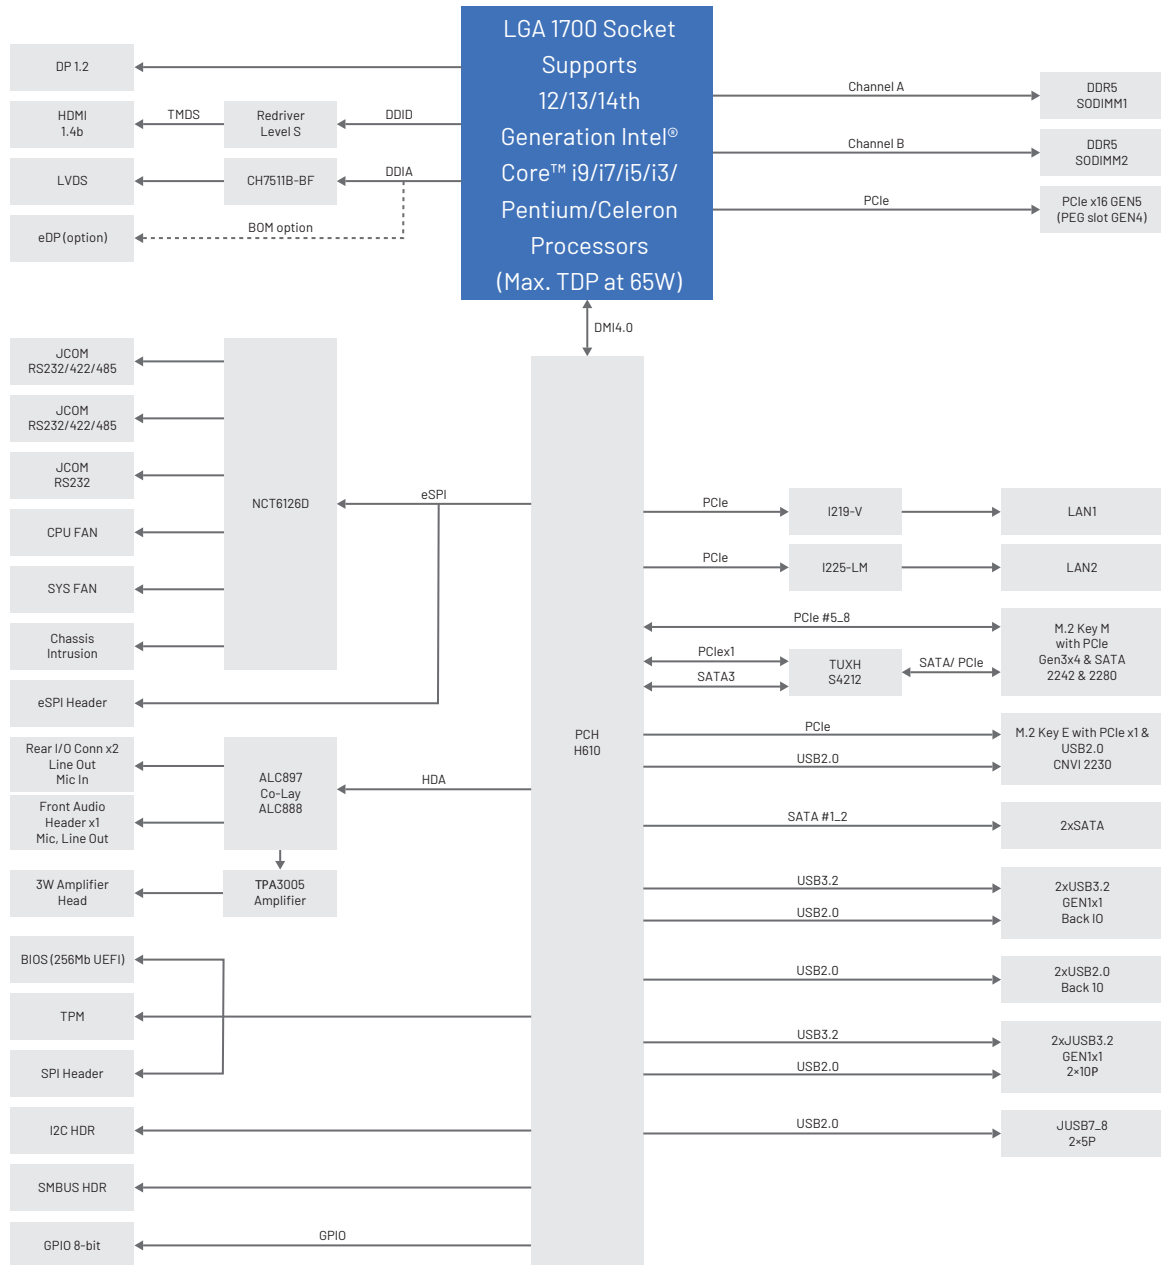 LGA 1700 Socket
Supports
12/13/14th
Generation Intel®
Core™ i9/i7/i5/i3/
Pentium/Celeron
Processors
(Max. TDP at 65W)
DP 1.2
HDMI
1.4b
TMDS
Redriver
Level S
DDID
LVDS
CH7511B-BF
DDIA
eDP (option)
BOM option
Channel A
DDR5
SODIMM1
Channel B
DDR5
SODIMM2
PCIe
PCIe x16 GEN5
(PEG slot GEN4)
DMI4.0
JCOM
RS232/422/485
JCOM
RS232/422/485
JCOM
RS232
CPU FAN
SYS FAN
Chassis
Intrusion
eSPI Header
NCT6126D
eSPI
Rear I/O Conn x2
Line Out
Mic In
Front Audio
Header x1
Mic, Line Out
ALC897
Co-Lay
ALC888
HDA
3W Amplifier
Head
TPA3005
Amplifier
BIOS (256Mb UEFI)
TPM
SPI Header
I2C HDR
SMBUS HDR
GPIO 8-bit
GPIO
PCH
H610
PCIe
I219-V
LAN1
PCIe
I225-LM
LAN2
PCIe #5_8
PCIex1
SATA3
TUXH
S4212
SATA/ PCIe
M.2 Key M
with PCIe
Gen3x4 & SATA
2242 & 2280
PCIe
USB2.0
M.2 Key E with PCIe x1 &
USB2.0
CNVI 2230
SATA #1_2
2xSATA
USB3.2
USB2.0
2xUSB3.2
GEN1x1
Back IO
USB2.0
2xUSB2.0
Back 10
USB3.2
USB2.0
2xJUSB3.2
GEN1x1
2×10P
USB2.0
JUSB7_8
2×5P